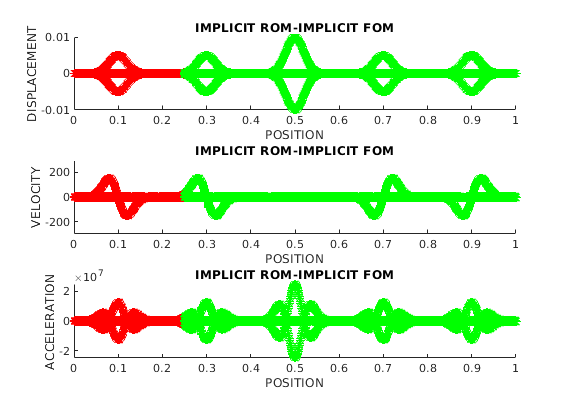 IMPLICIT ROM-IMPLICIT FOM
DISPLACEMENT
0.01
0
-0.01
0 0.1 0.2 0.3 0.4 0.5 0.6 0.7 0.8 0.9 1
POSITION
IMPLICIT ROM-IMPLICIT FOM
VELOCITY
200
0
-200
0 0.1 0.2 0.3 0.4 0.5 0.6 0.7 0.8 0.9 1
POSITION
IMPLICIT ROM-IMPLICIT FOM
×10^7
ACCELERATION
2
0
-2
0 0.1 0.2 0.3 0.4 0.5 0.6 0.7 0.8 0.9 1
POSITION